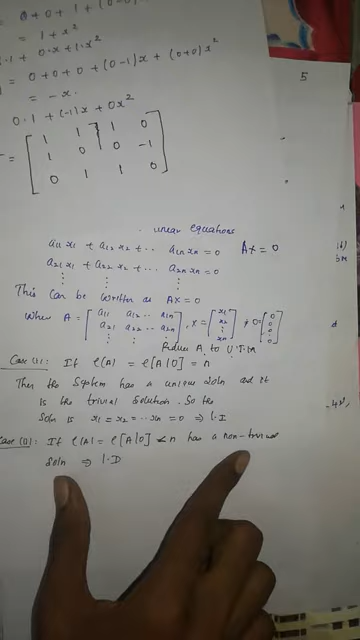 0 + 0 + 1 +
= 1 + x²
0·x + 1·x²
= 0 + 0 + 0 + (0-1)x + (0+0)x²
= -x.
0·1 + (-1)x + 0x²
5
= [ 1 1 1 0
1 0 0 -1
0 1 1 0 ]
linear equations
a11 x1 + a12 x2 + ... a1n xn = 0 Ax = 0
a21 x1 + a22 x2 + ... a2n xn = 0
⋮ ⋮ ⋮
This can be written as Ax = 0
When A = [ a11 a12 ... a1n a21 a22 ... a2n ⋮ ⋮ ⋮ ], x = [ x1 x2 ⋮ xn ] + 0 = [ 0 0 0 0 ]
Reduce A to U.T.M
Case (i): If ρ(A) = ρ[A|0] = n
Then the system has a unique soln and it
is the trivial solution. So the
Soln is x1 = x2 = ... xn = 0 ⇒ L.I
Case (ii): If ρ(A) = ρ[A|0] < n has a non-trivial
soln ⇒ L.D